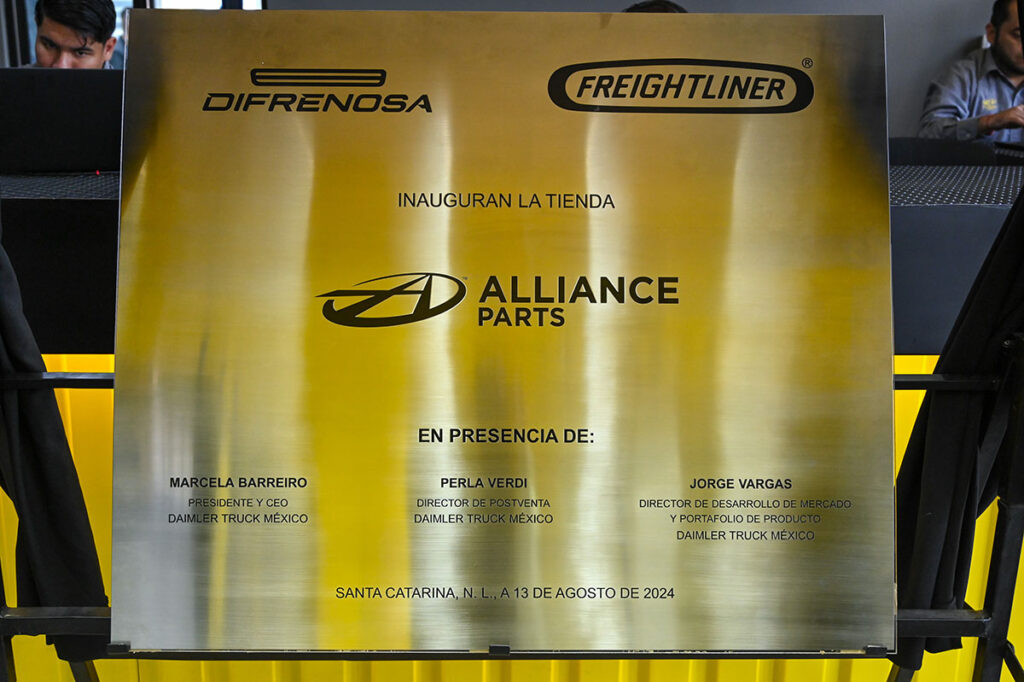 DIFRENOSA
FREIGHTLINER®
INAUGURAN LA TIENDA
ALLIANCE™
PARTS
EN PRESENCIA DE:
MARCELA BARREIRO
PRESIDENTE Y CEO
DAIMLER TRUCK MÉXICO
PERLA VERDI
DIRECTOR DE POSTVENTA
DAIMLER TRUCK MÉXICO
JORGE VARGAS
DIRECTOR DE DESARROLLO DE MERCADO
Y PORTAFOLIO DE PRODUCTO
DAIMLER TRUCK MÉXICO
SANTA CATARINA, N. L., A 13 DE AGOSTO DE 2024